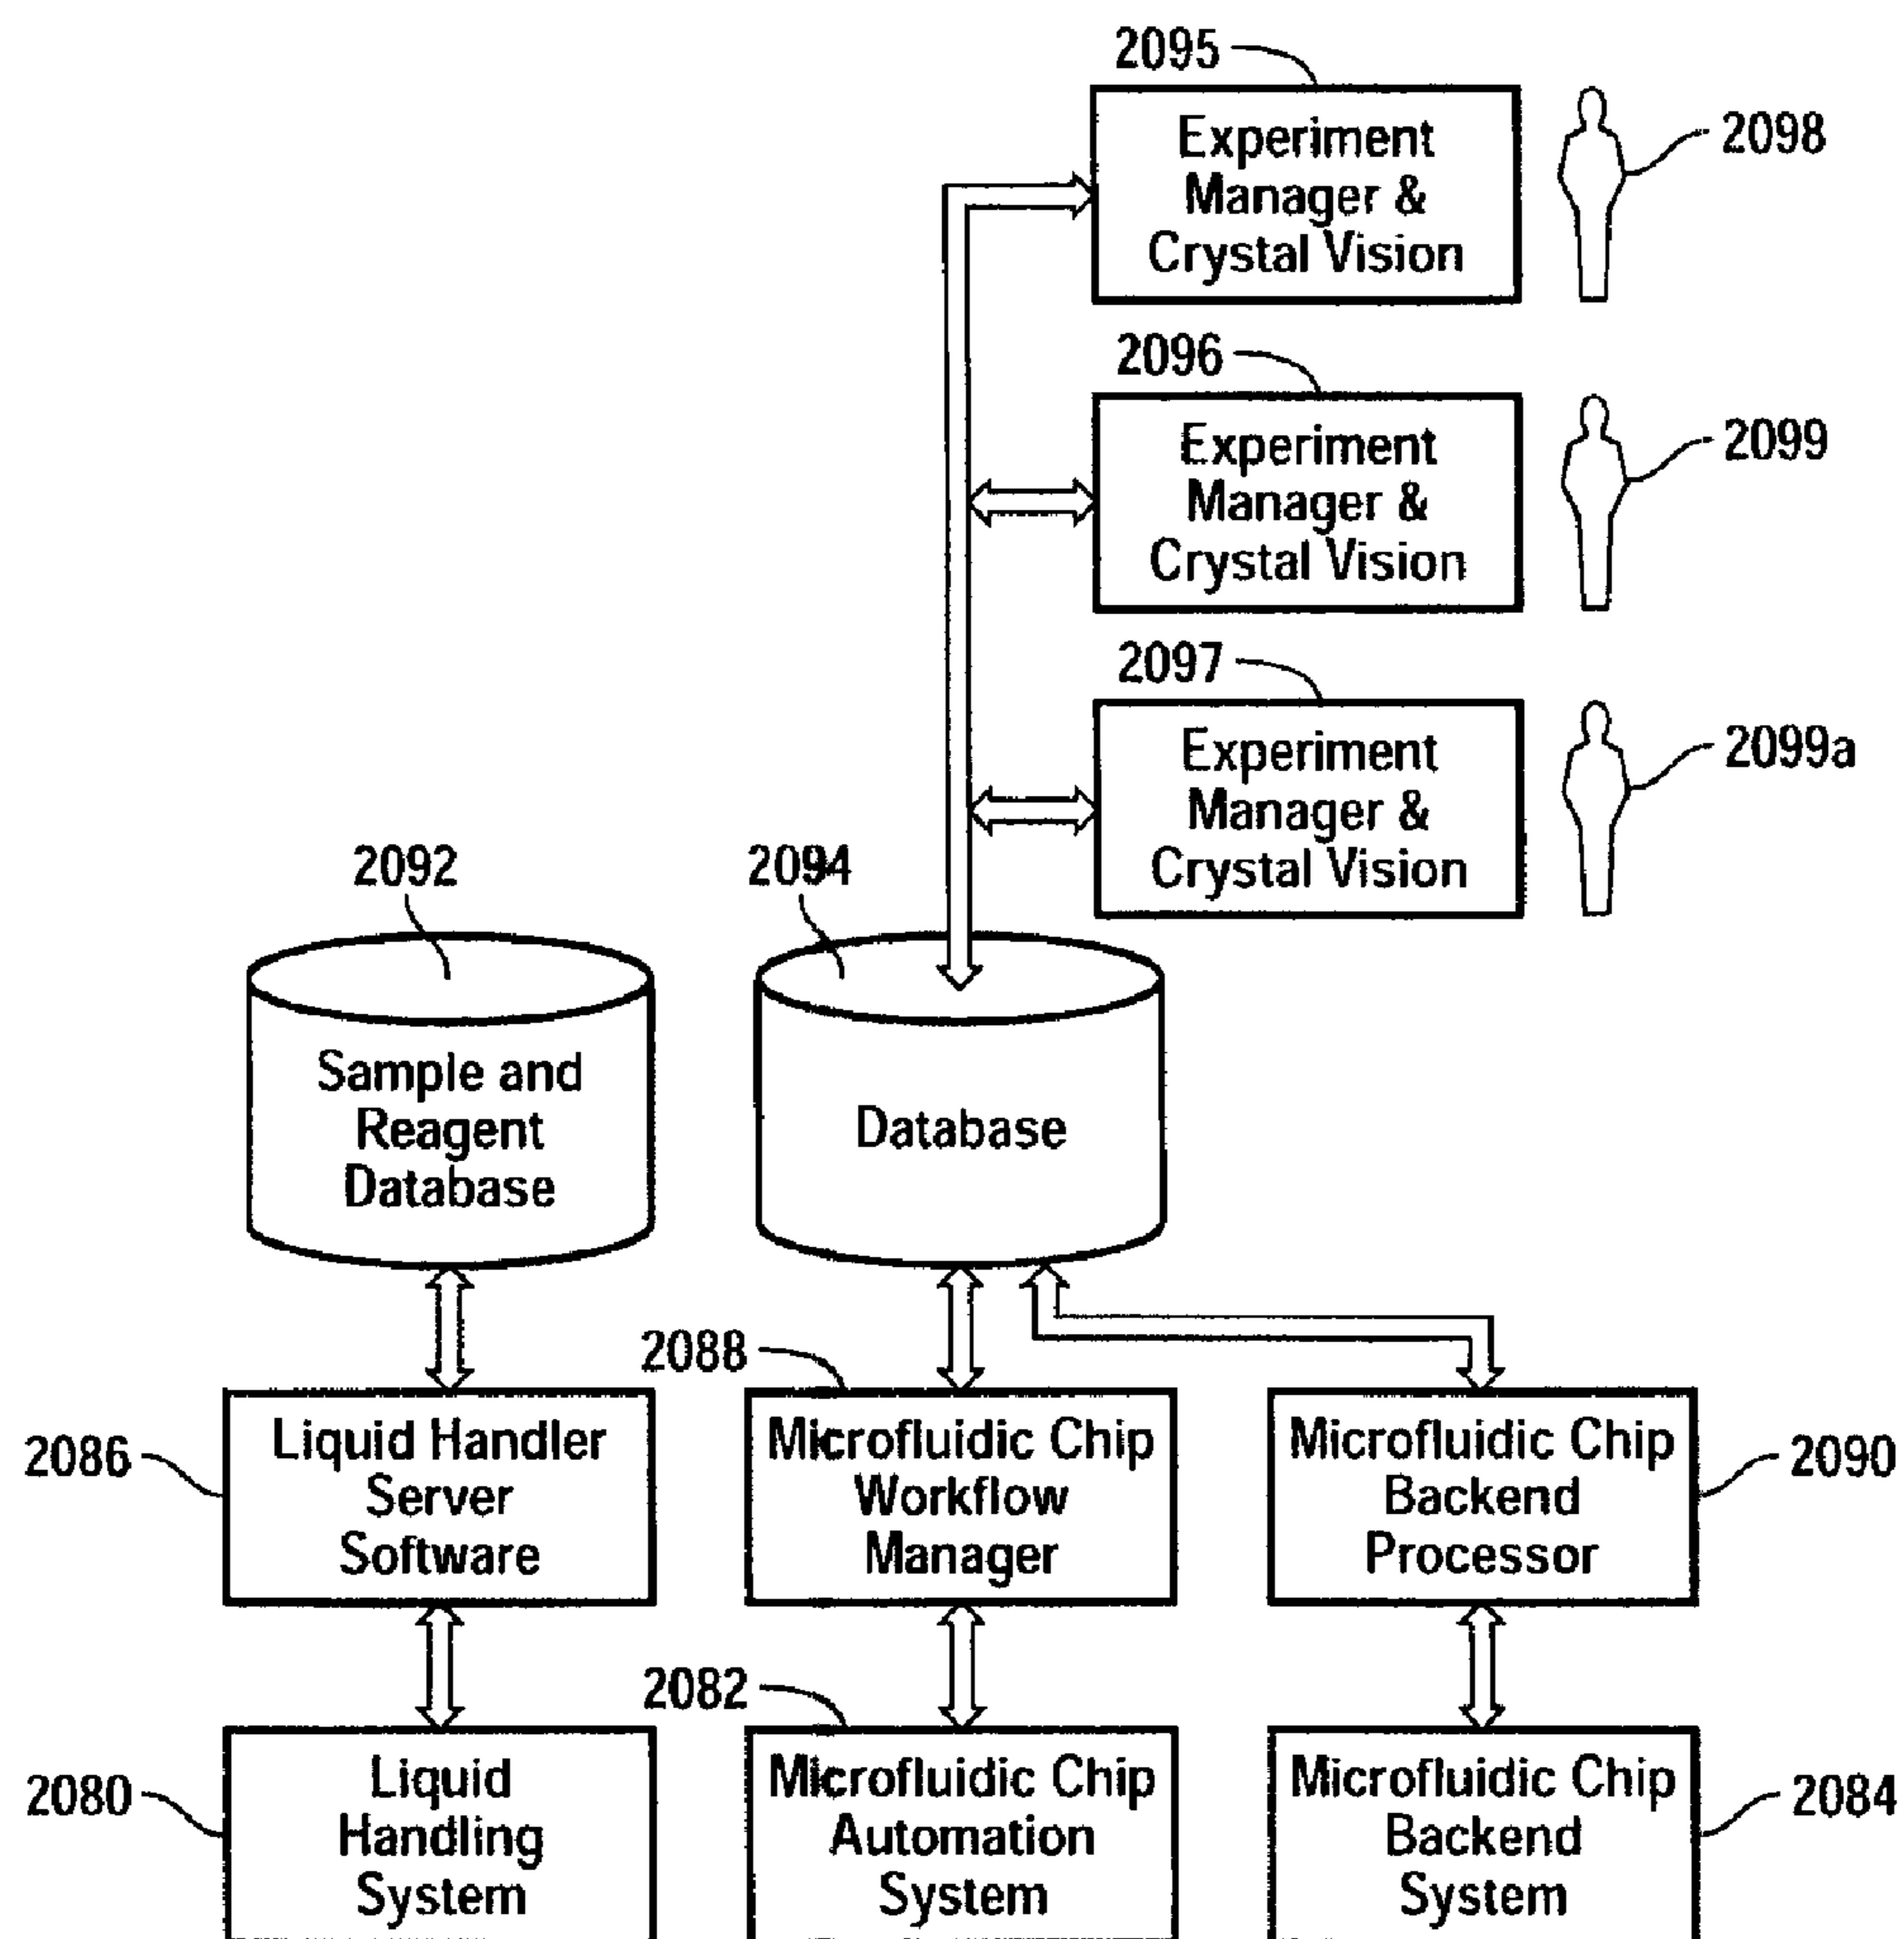 2095
Experiment
Manager &
Crystal Vision
2098
2096
Experiment
Manager &
Crystal Vision
2099
2097
Experiment
Manager &
Crystal Vision
2099a
2092
Sample and
Reagent
Database
2094
Database
2086
Liquid Handler
Server
Software
2088
Microfluidic Chip
Workflow
Manager
2090
Microfluidic Chip
Backend
Processor
2080
Liquid
Handling
System
2082
Microfluidic Chip
Automation
System
2084
Microfluidic Chip
Backend
System